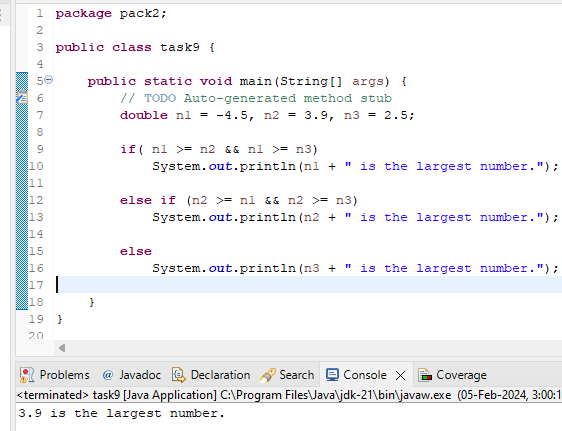 1 package pack2;
2
3 public class task9 {
4
5 public static void main(String[] args) {
6 // TODO Auto-generated method stub
7 double n1 = -4.5, n2 = 3.9, n3 = 2.5;
8
9 if( n1 >= n2 && n1 >= n3)
10 System.out.println(n1 + " is the largest number.");
11
12 else if (n2 >= n1 && n2 >= n3)
13 System.out.println(n2 + " is the largest number.");
14
15 else
16 System.out.println(n3 + " is the largest number.");
17
18 }
19 }
20
Problems @ Javadoc Declaration Search Console Coverage
<terminated> task9 [Java Application] C:\Program Files\Java\jdk-21\bin\javaw.exe (05-Feb-2024, 3:00:1
3.9 is the largest number.